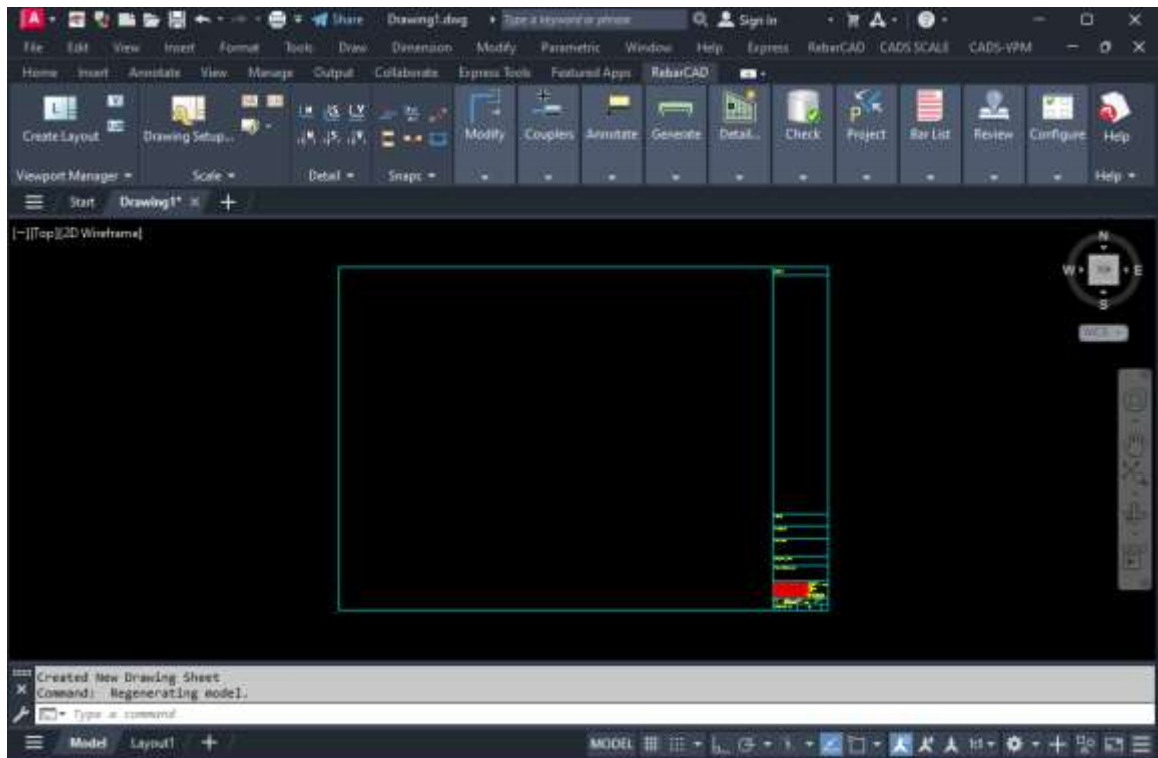 Share Drawing1.dwg Type a keyword or phrase Sign In
File Edit View Insert Format Tools Draw Dimension Modify Parametric Window Help Express RebarCAD CADS SCALE CADS-VPM
Home Insert Annotate View Manage Output Collaborate Express Tools Featured Apps RebarCAD
Create Layout Drawing Setup... Modify Couplers Annotate Generate Detail... Check Project Bar List Review Configure Help
Viewport Manager Scale Detail Snaps Help
Start Drawing1*
[−][Top][2D Wireframe]
N
W E
S
WCS
Created New Drawing Sheet
Command: Regenerating model.
Type a command
Model Layout1 MODEL 1:1